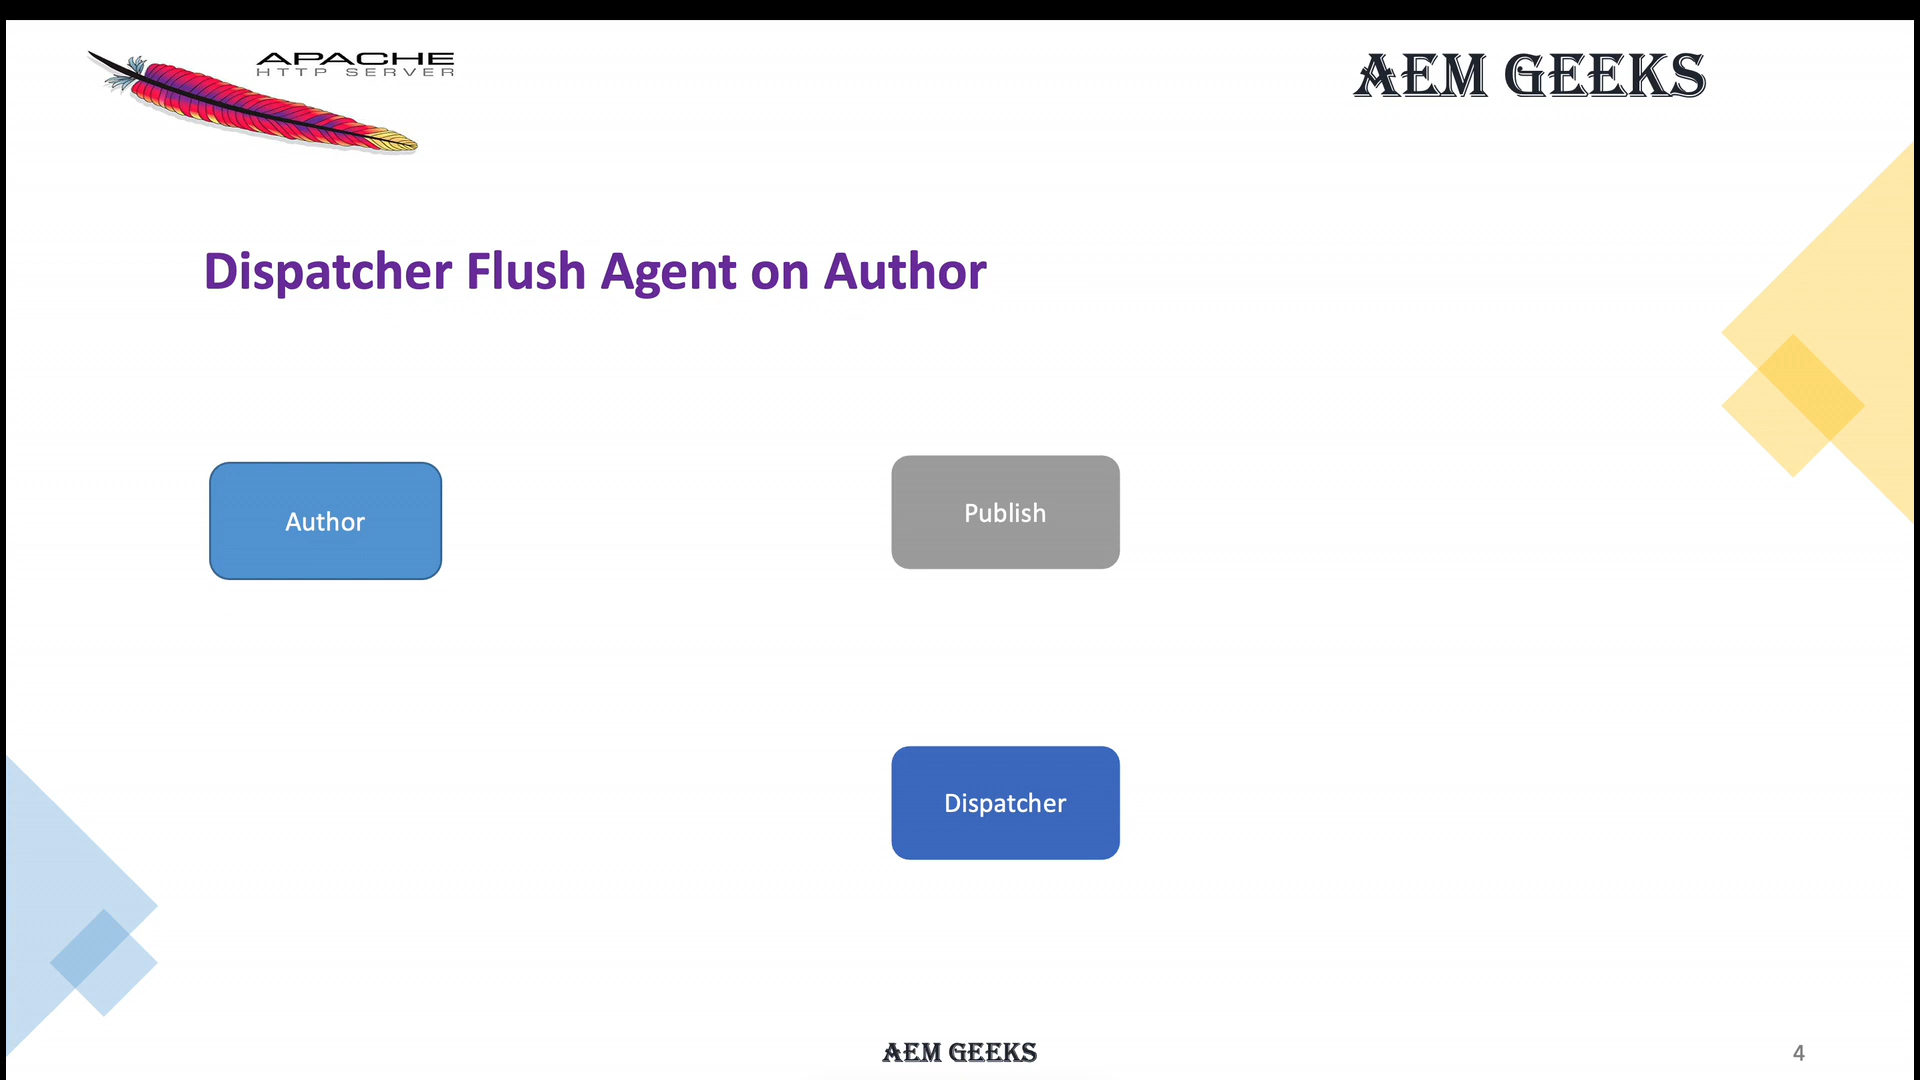 APACHE
HTTP SERVER
AEM GEEKS
Dispatcher Flush Agent on Author
Author
Publish
Dispatcher
AEM GEEKS
4